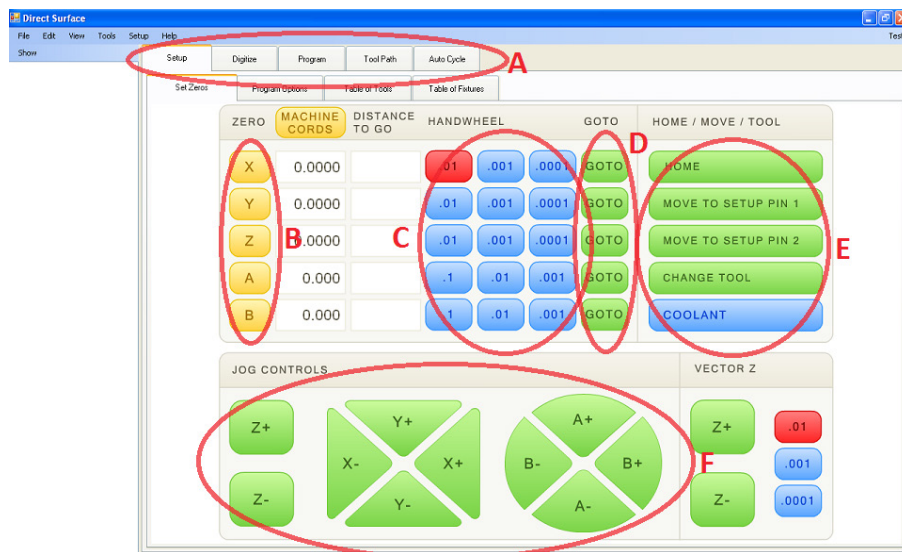 Direct Surface
File Edit View Tools Setup Help Test
Show
Setup Digitize Program Tool Path Auto Cycle A
Set Zeros Program Options Table of Tools Table of Fixtures
ZERO MACHINE CORDS DISTANCE TO GO HANDWHEEL GOTO D HOME / MOVE / TOOL
X 0.0000 .01 .001 .0001 GOTO HOME
Y 0.0000 .01 .001 .0001 GOTO MOVE TO SETUP PIN 1
Z B 0.0000 C .01 .001 .0001 GOTO MOVE TO SETUP PIN 2 E
A 0.000 .1 .01 .001 GOTO CHANGE TOOL
B 0.000 .1 .01 .001 GOTO COOLANT
JOG CONTROLS VECTOR Z
Z+ Y+ A+ Z+ .01
X- X+ B- B+ F .001
Z- Y- A- Z- .0001